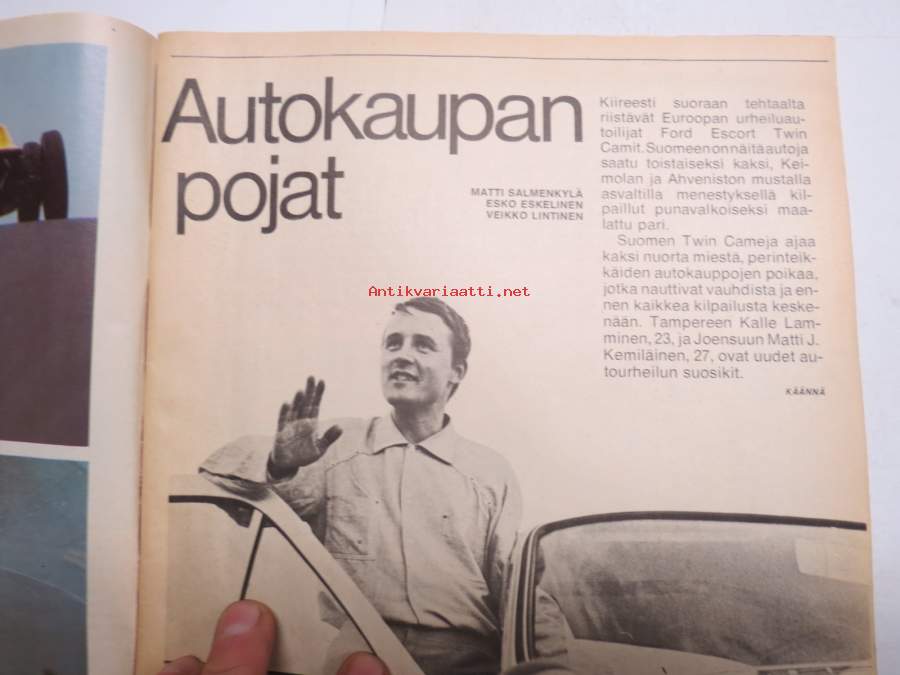 Autokaupan
pojat
MATTI SALMENKYLÄ
ESKO ESKELINEN
VEIKKO LINTINEN
Kiireesti suoraan tehtaalta
riistävät Euroopan urheiluau-
toilijat Ford Escort Twin
Camit. Suomeen on näitä autoja
saatu toistaiseksi kaksi, Kei-
molan ja Ahveniston mustalla
asvaltilla menestyksellä kil-
paillut punavalkoiseksi maa-
lattu pari.
Suomen Twin Cameja ajaa
kaksi nuorta miestä, perinteik-
käiden autokauppojen poikaa,
jotka nauttivat vauhdista ja en-
nen kaikkea kilpailusta keske-
nään. Tampereen Kalle Lam-
minen, 23, ja Joensuun Matti J.
Kemiläinen, 27, ovat uudet au-
tourheilun suosikit.
KÄÄNNÄ
Antikvariaatti.net